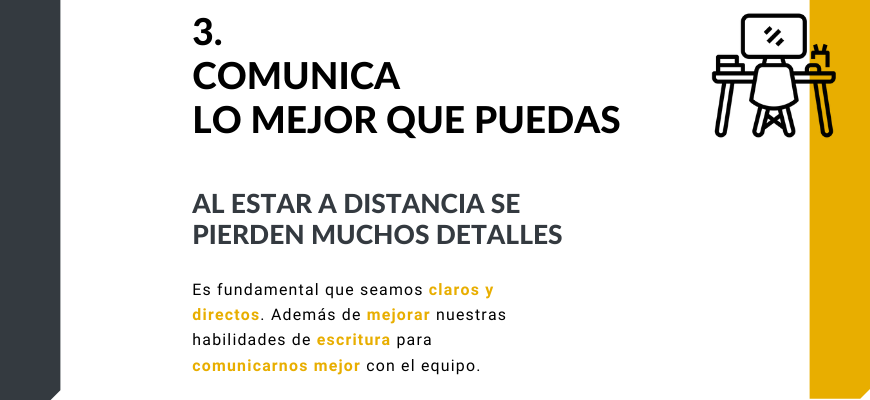 3.
COMUNICA
LO MEJOR QUE PUEDAS
AL ESTAR A DISTANCIA SE
PIERDEN MUCHOS DETALLES
Es fundamental que seamos claros y
directos. Además de mejorar nuestras
habilidades de escritura para
comunicarnos mejor con el equipo.